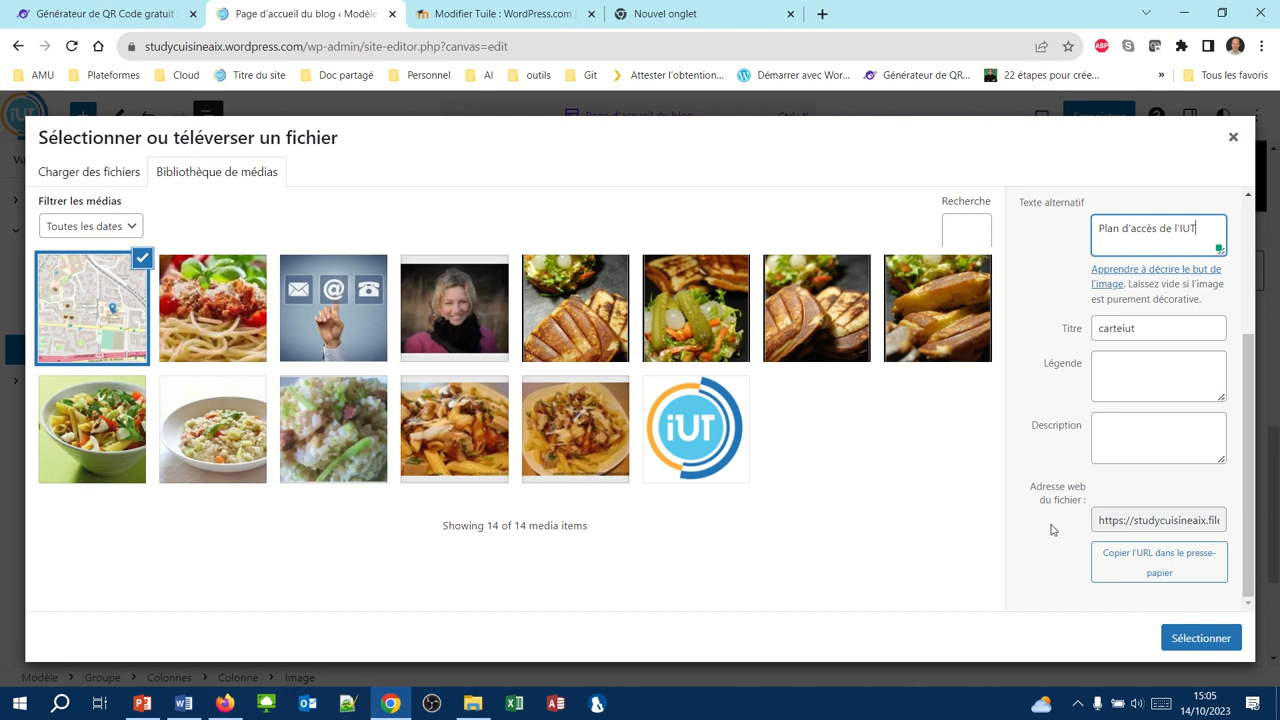 Générateur de QR Code gratuit
Page d'accueil du blog ‹ Modèle
Modifier Tuile : WordPress.com
Nouvel onglet
studycuisineaix.wordpress.com/wp-admin/site-editor.php?canvas=edit
ABP
AMU
Plateformes
Cloud
Titre du site
Doc partagé
Personnel
AI
outils
Git
Attester l'obtention...
Démarrer avec Wor...
Générateur de QR...
22 étapes pour crée...
»
Tous les favoris
Sélectionner ou téléverser un fichier
Charger des fichiers
Bibliothèque de médias
Filtrer les médias
Recherche
Toutes les dates
iUT
Showing 14 of 14 media items
Texte alternatif
Plan d'accès de l'IUT
Apprendre à décrire le but de
l'image. Laissez vide si l'image
est purement décorative.
Titre
carteiut
Légende
Description
Adresse web
du fichier :
https://studycuisineaix.file
Copier l'URL dans le presse-
papier
Sélectionner
Modèle > Groupe > Colonnes > Colonne > Image
15:05
14/10/2023